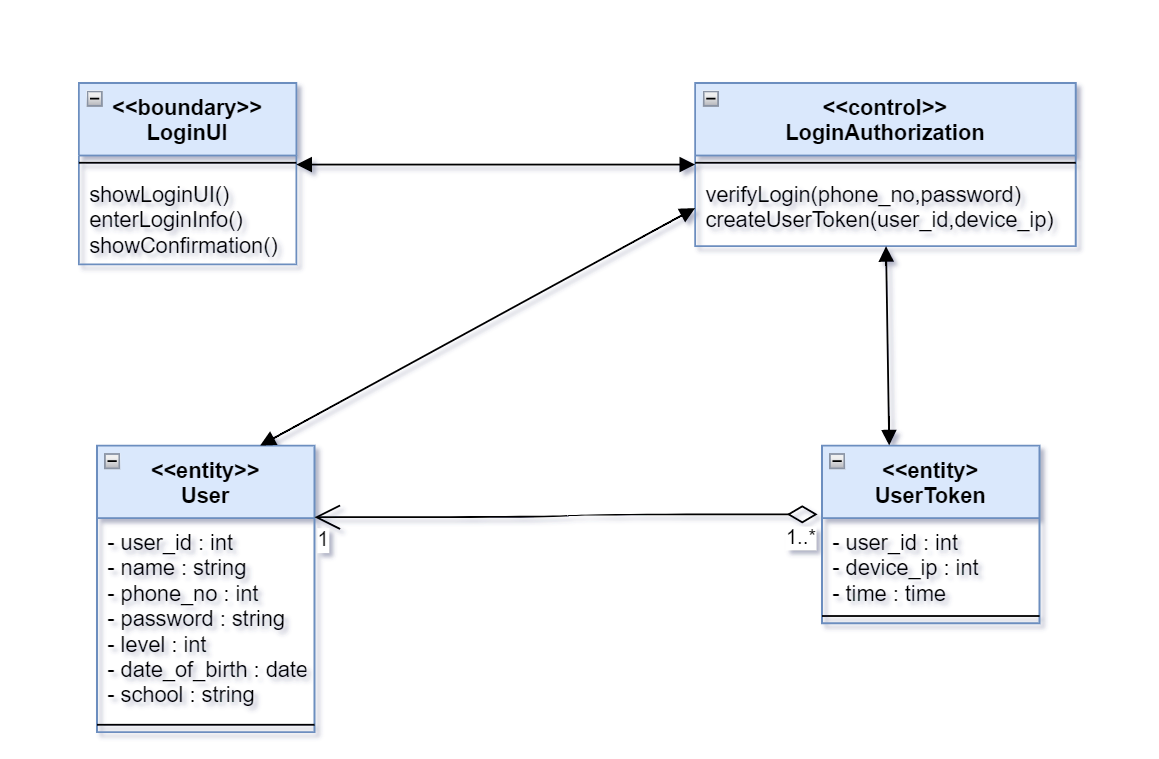 <<boundary>>
LoginUI
showLoginUI()
enterLoginInfo()
showConfirmation()
<<control>>
LoginAuthorization
verifyLogin(phone_no,password)
createUserToken(user_id,device_ip)
<<entity>>
User
- user_id : int
- name : string
- phone_no : int
- password : string
- level : int
- date_of_birth : date
- school : string
1
1..*
<<entity>
UserToken
- user_id : int
- device_ip : int
- time : time